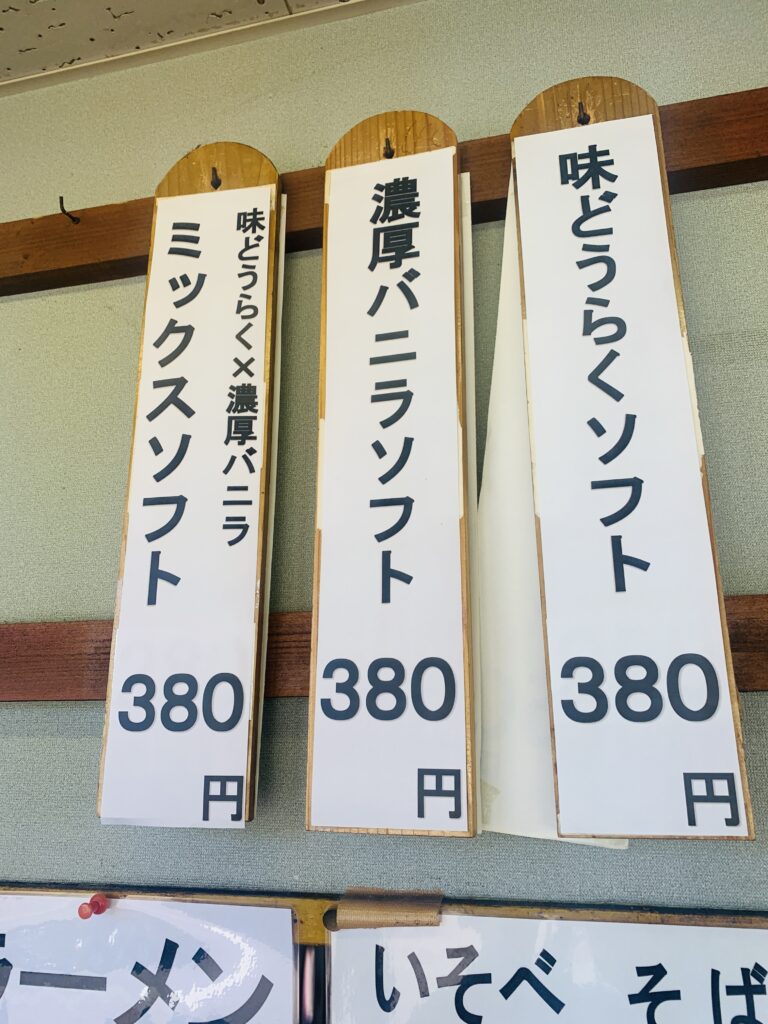 味どうらくソフト
380
円
濃厚バニラソフト
380
円
味どうらく×濃厚バニラ
ミックスソフト
380
円
ラーメン
いそべ そば